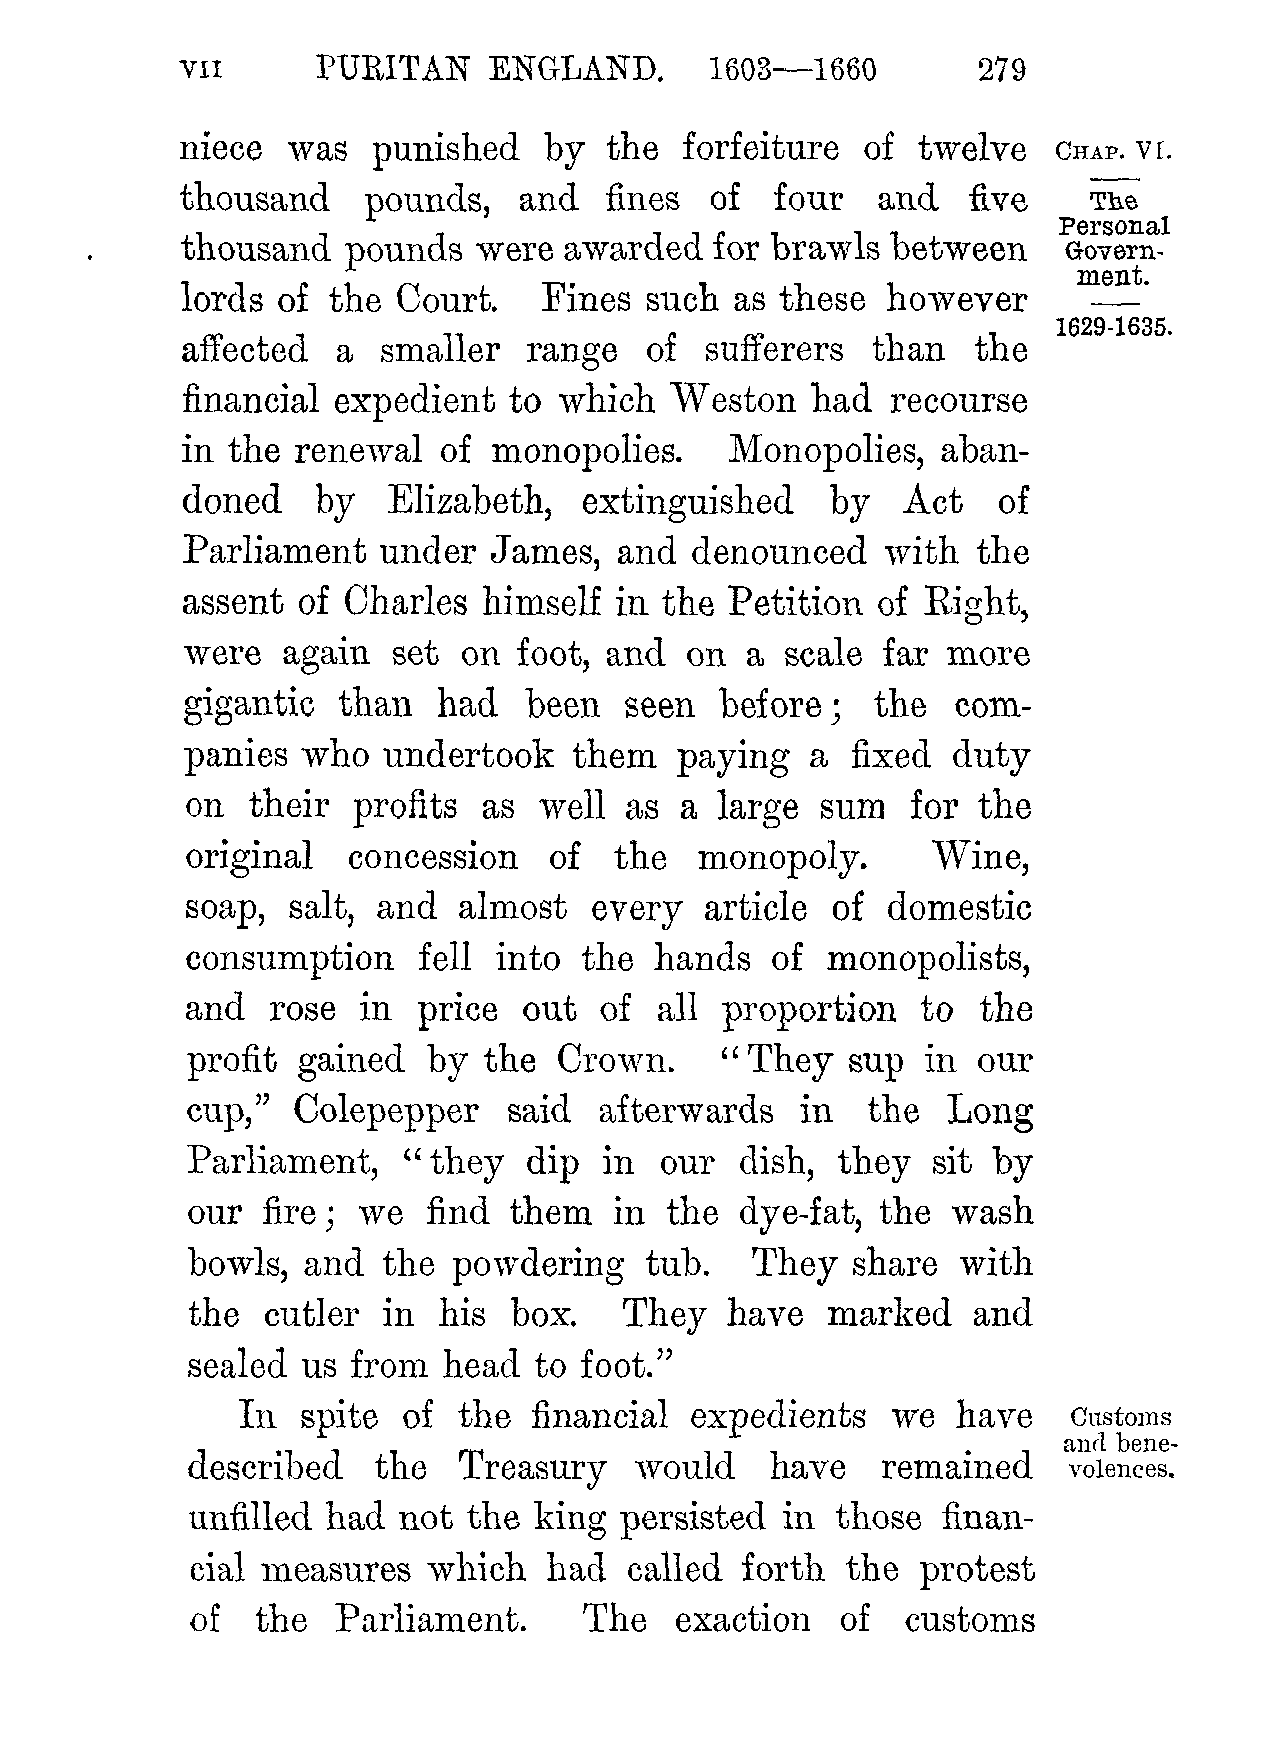 VII PURITAN ENGLAND. 1603—1660 279
niece was punished by the forfeiture of twelve
thousand pounds, and fines of four and five
thousand pounds were awarded for brawls between
lords of the Court. Fines such as these however
affected a smaller range of sufferers than the
financial expedient to which Weston had recourse
in the renewal of monopolies. Monopolies, aban-
doned by Elizabeth, extinguished by Act of
Parliament under James, and denounced with the
assent of Charles himself in the Petition of Right,
were again set on foot, and on a scale far more
gigantic than had been seen before; the com-
panies who undertook them paying a fixed duty
on their profits as well as a large sum for the
original concession of the monopoly. Wine,
soap, salt, and almost every article of domestic
consumption fell into the hands of monopolists,
and rose in price out of all proportion to the
profit gained by the Crown. “They sup in our
cup,” Colepepper said afterwards in the Long
Parliament, “they dip in our dish, they sit by
our fire; we find them in the dye-fat, the wash
bowls, and the powdering tub. They share with
the cutler in his box. They have marked and
sealed us from head to foot.”
In spite of the financial expedients we have
described the Treasury would have remained
unfilled had not the king persisted in those finan-
cial measures which had called forth the protest
of the Parliament. The exaction of customs
CHAP. VI.
The
Personal
Govern-
ment.
1629-1635.
Customs
and bene-
volences.